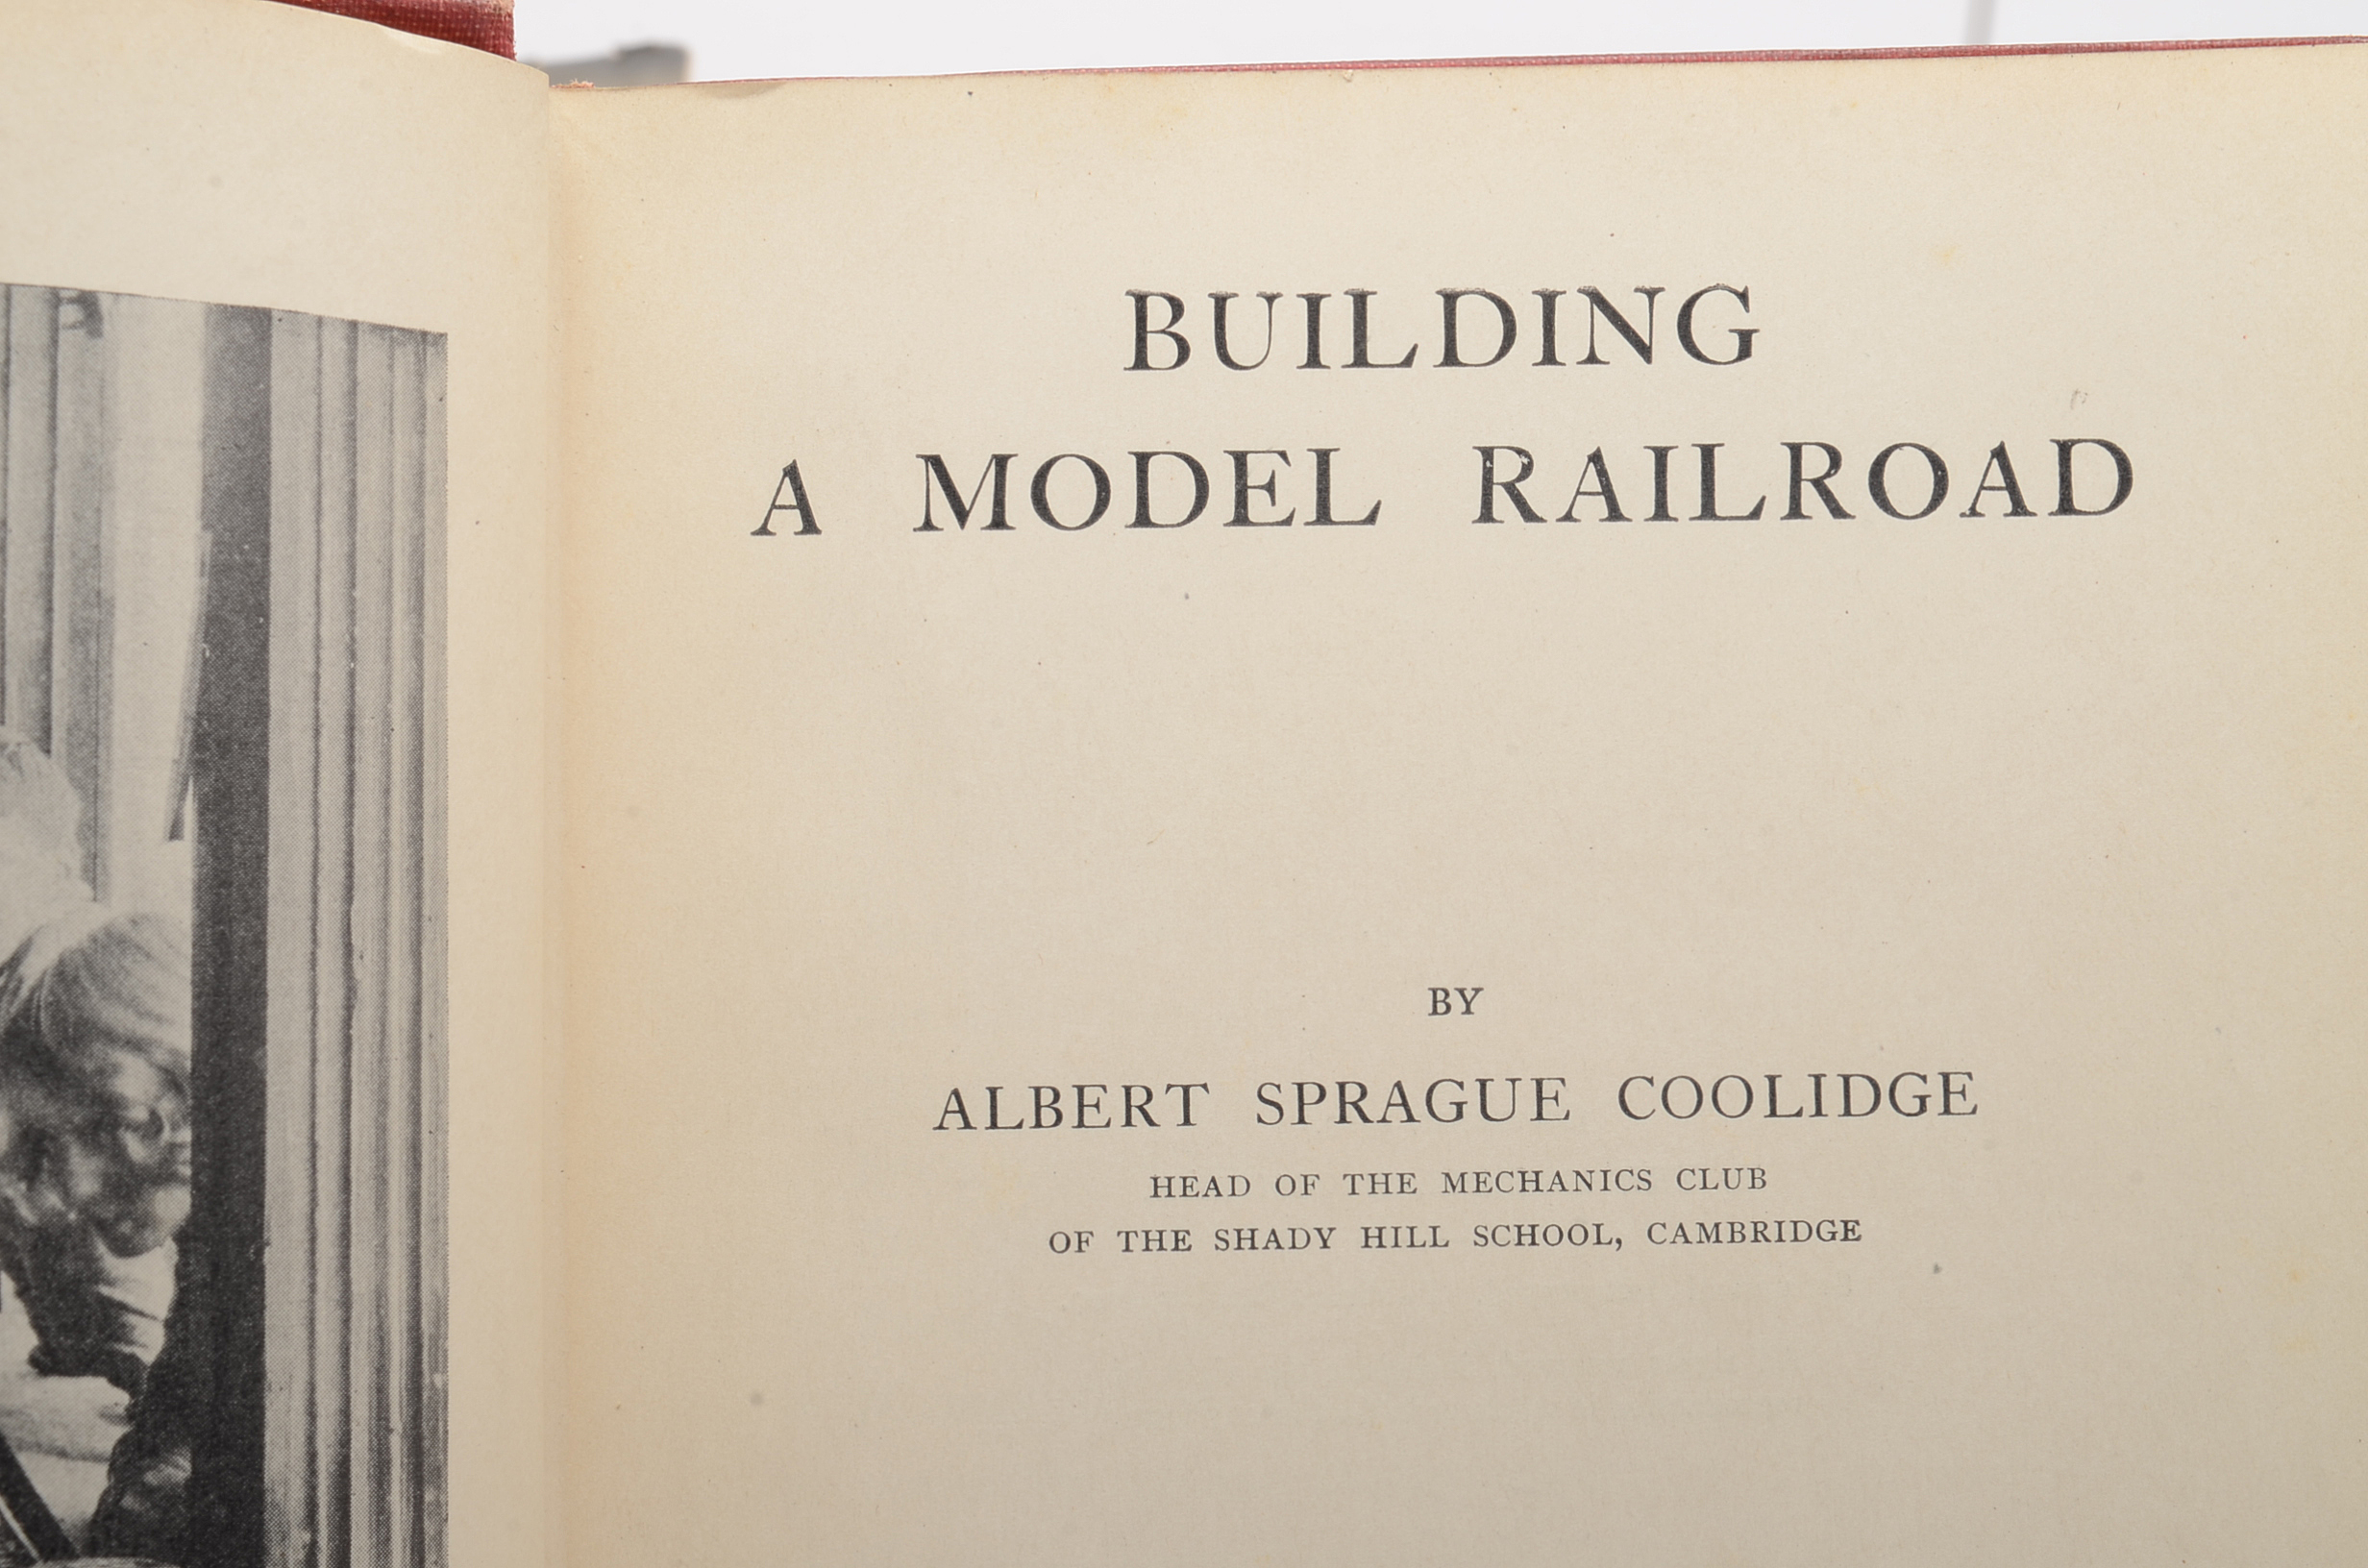 BUILDING
A MODEL RAILROAD
BY
ALBERT SPRAGUE COOLIDGE
HEAD OF THE MECHANICS CLUB
OF THE SHADY HILL SCHOOL, CAMBRIDGE